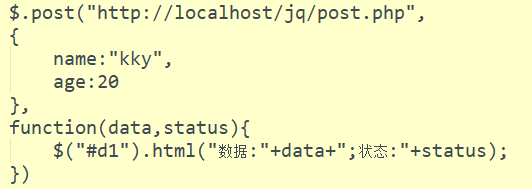 $.post("http://localhost/jq/post.php",
{
    name:"kky",
    age:20
},
function(data,status){
    $("#d1").html("数据:"+data+";状态:"+status);
})